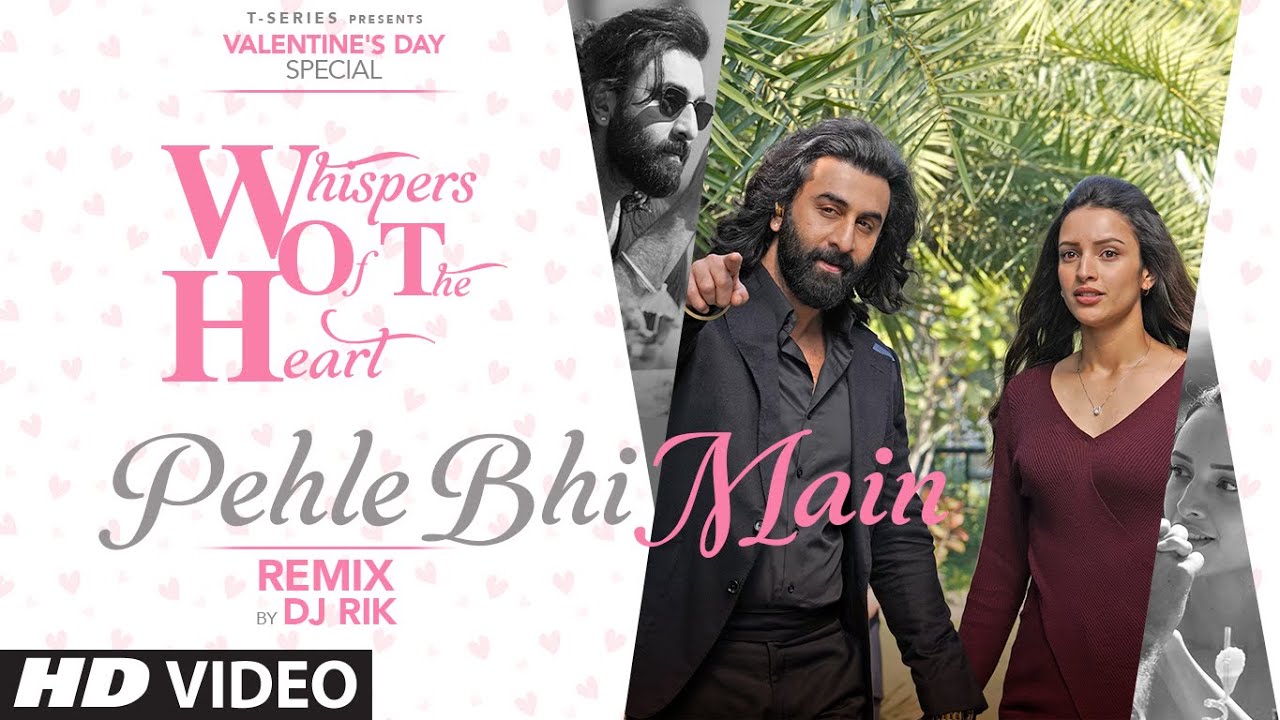 T-SERIES PRESENTS
VALENTINE'S DAY
SPECIAL
Whispers
Of The
Heart
Pehle Bhi Main
REMIX
BY DJ RIK
HD VIDEO